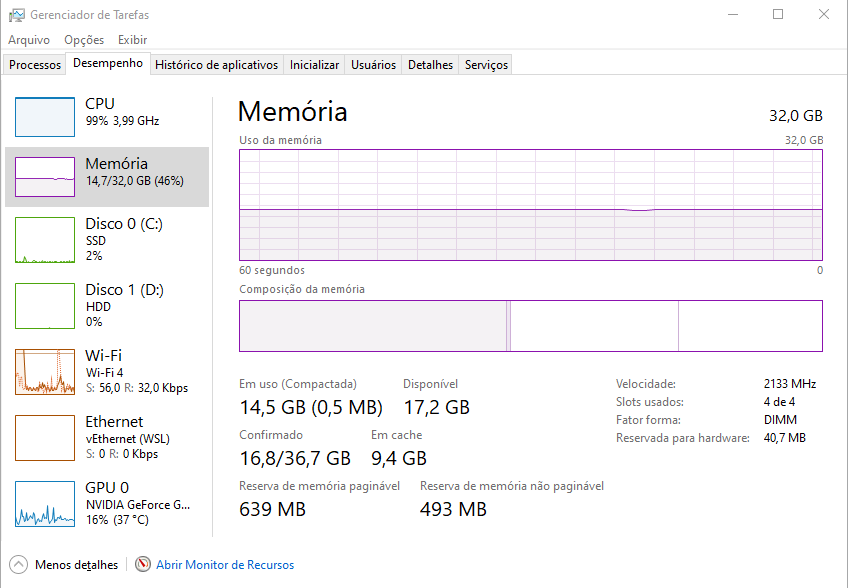 Gerenciador de Tarefas
Arquivo Opções Exibir
Processos Desempenho Histórico de aplicativos Inicializar Usuários Detalhes Serviços
CPU
99% 3,99 GHz
Memória
14,7/32,0 GB (46%)
Disco 0 (C:)
SSD
2%
Disco 1 (D:)
HDD
0%
Wi-Fi
Wi-Fi 4
S: 56,0 R: 32,0 Kbps
Ethernet
vEthernet (WSL)
S: 0 R: 0 Kbps
GPU 0
NVIDIA GeForce G...
16% (37 °C)
Memória 32,0 GB
Uso da memória 32,0 GB
60 segundos 0
Composição da memória
Em uso (Compactada) Disponível
14,5 GB (0,5 MB) 17,2 GB
Confirmado Em cache
16,8/36,7 GB 9,4 GB
Reserva de memória paginável Reserva de memória não paginável
639 MB 493 MB
Velocidade: 2133 MHz
Slots usados: 4 de 4
Fator forma: DIMM
Reservada para hardware: 40,7 MB
Menos detalhes Abrir Monitor de Recursos